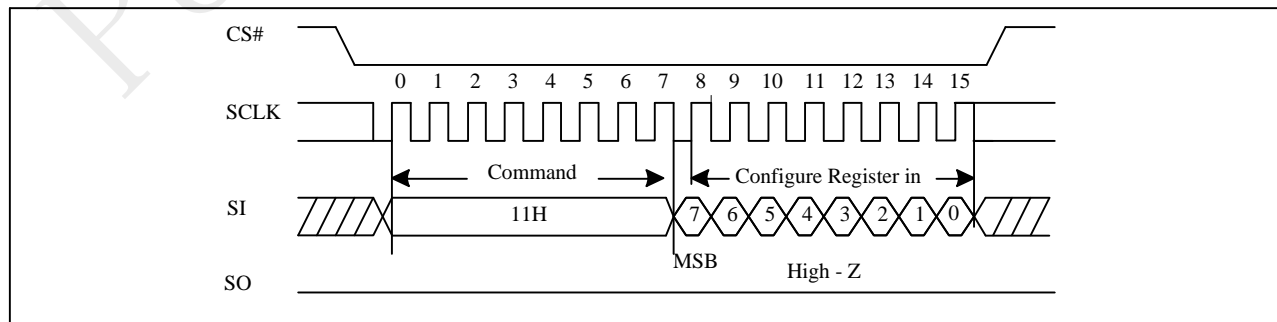 CS#
0 1 2 3 4 5 6 7 8 9 10 11 12 13 14 15
SCLK
Command Configure Register in
SI 11H 7 6 5 4 3 2 1 0
MSB High - Z
SO